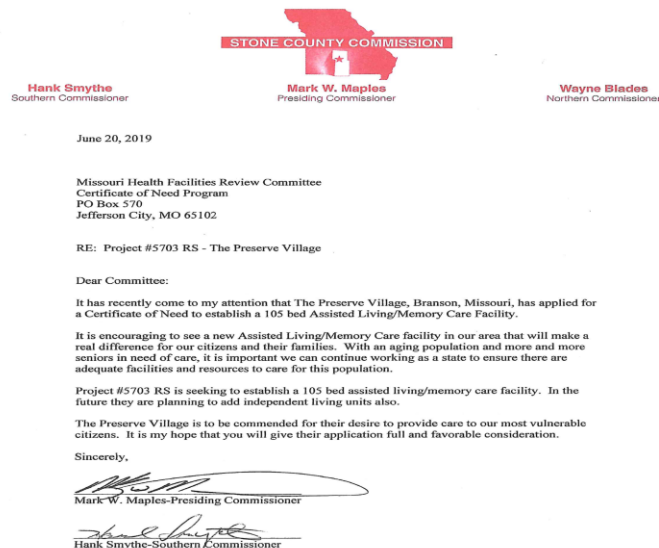 STONE COUNTY COMMISSION
Hank Smythe
Southern Commissioner
Mark W. Maples
Presiding Commissioner
Wayne Blades
Northern Commissioner
June 20, 2019
Missouri Health Facilities Review Committee
Certificate of Need Program
PO Box 570
Jefferson City, MO 65102
RE: Project #5703 RS - The Preserve Village
Dear Committee:
It has recently come to my attention that The Preserve Village, Branson, Missouri, has applied for
a Certificate of Need to establish a 105 bed Assisted Living/Memory Care Facility.
It is encouraging to see a new Assisted Living/Memory Care facility in our area that will make a
real difference for our citizens and their families. With an aging population and more and more
seniors in need of care, it is important we can continue working as a state to ensure there are
adequate facilities and resources to care for this population.
Project #5703 RS is seeking to establish a 105 bed assisted living/memory care facility. In the
future they are planning to add independent living units also.
The Preserve Village is to be commended for their desire to provide care to our most vulnerable
citizens. It is my hope that you will give their application full and favorable consideration.
Sincerely,
Mark W. Maples-Presiding Commissioner
Hank Smythe-Southern Commissioner